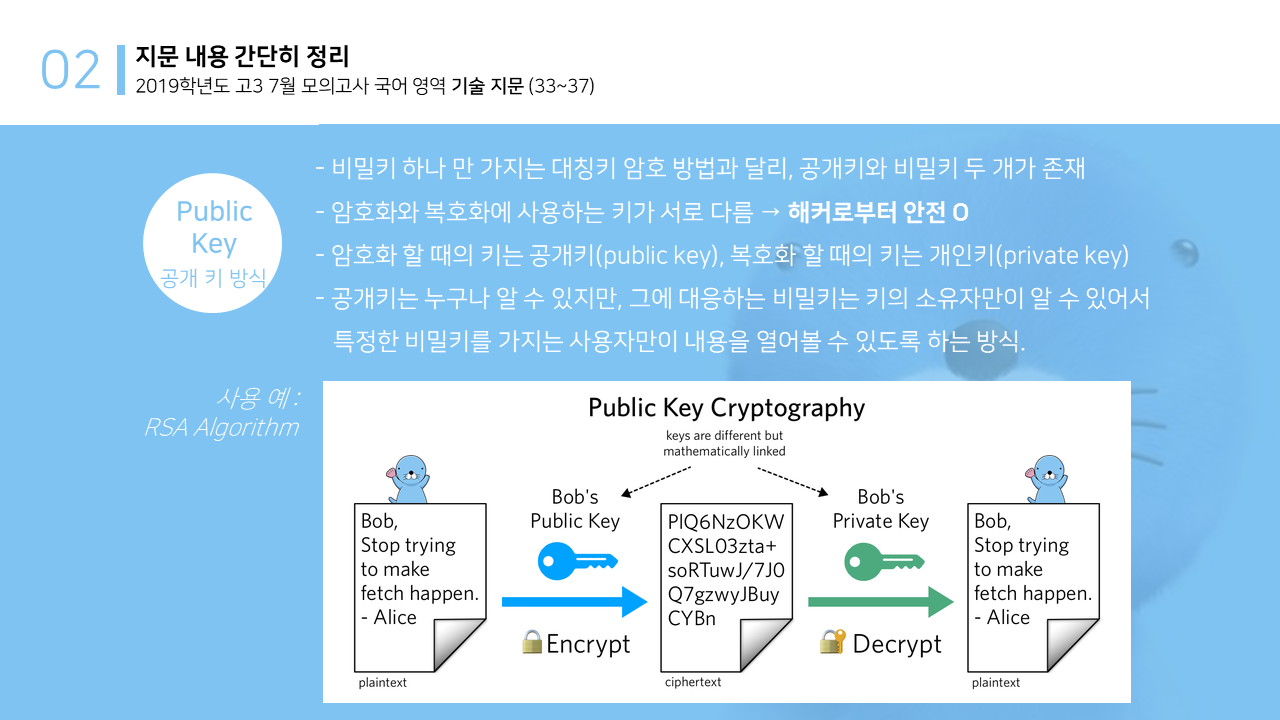 02
지문 내용 간단히 정리
2019학년도 고3 7월 모의고사 국어 영역 기술 지문 (33~37)
Public
Key
공개 키 방식
- 비밀키 하나 만 가지는 대칭키 암호 방법과 달리, 공개키와 비밀키 두 개가 존재
- 암호화와 복호화에 사용하는 키가 서로 다름 → 해커로부터 안전 O
- 암호화 할 때의 키는 공개키(public key), 복호화 할 때의 키는 개인키(private key)
- 공개키는 누구나 알 수 있지만, 그에 대응하는 비밀키는 키의 소유자만이 알 수 있어서
특정한 비밀키를 가지는 사용자만이 내용을 열어볼 수 있도록 하는 방식.
사용 예 :
RSA Algorithm
Public Key Cryptography
keys are different but
mathematically linked
Bob,
Stop trying
to make
fetch happen.
- Alice
plaintext
Bob's
Public Key
Encrypt
PlQ6NzOKW
CXSL03zta+
soRTuwJ/7J0
Q7gzwyJBuy
CYBn
ciphertext
Bob's
Private Key
Decrypt
Bob,
Stop trying
to make
fetch happen.
- Alice
plaintext